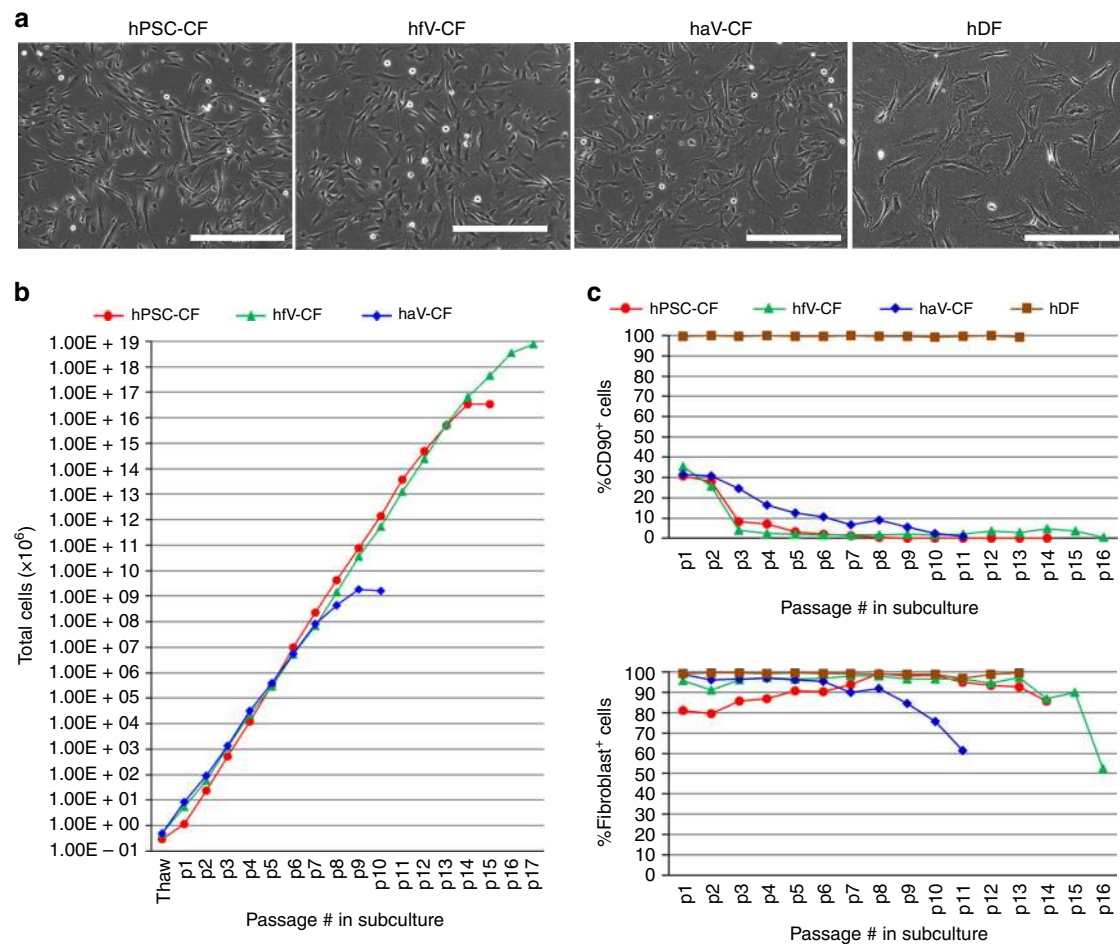 a
hPSC-CF hfV-CF haV-CF hDF
b
hPSC-CF hfV-CF haV-CF
Total cells (×10⁶)
1.00E + 19
1.00E + 18
1.00E + 17
1.00E + 16
1.00E + 15
1.00E + 14
1.00E + 13
1.00E + 12
1.00E + 11
1.00E + 10
1.00E + 09
1.00E + 08
1.00E + 07
1.00E + 06
1.00E + 05
1.00E + 04
1.00E + 03
1.00E + 02
1.00E + 01
1.00E + 00
1.00E − 01
Thaw p1 p2 p3 p4 p5 p6 p7 p8 p9 p10 p11 p12 p13 p14 p15 p16 p17
Passage # in subculture
c
hPSC-CF hfV-CF haV-CF hDF
%CD90⁺ cells
100
90
80
70
60
50
40
30
20
10
0
p1 p2 p3 p4 p5 p6 p7 p8 p9 p10 p11 p12 p13 p14 p15 p16
Passage # in subculture
%Fibroblast⁺ cells
100
90
80
70
60
50
40
30
20
10
0
p1 p2 p3 p4 p5 p6 p7 p8 p9 p10 p11 p12 p13 p14 p15 p16
Passage # in subculture